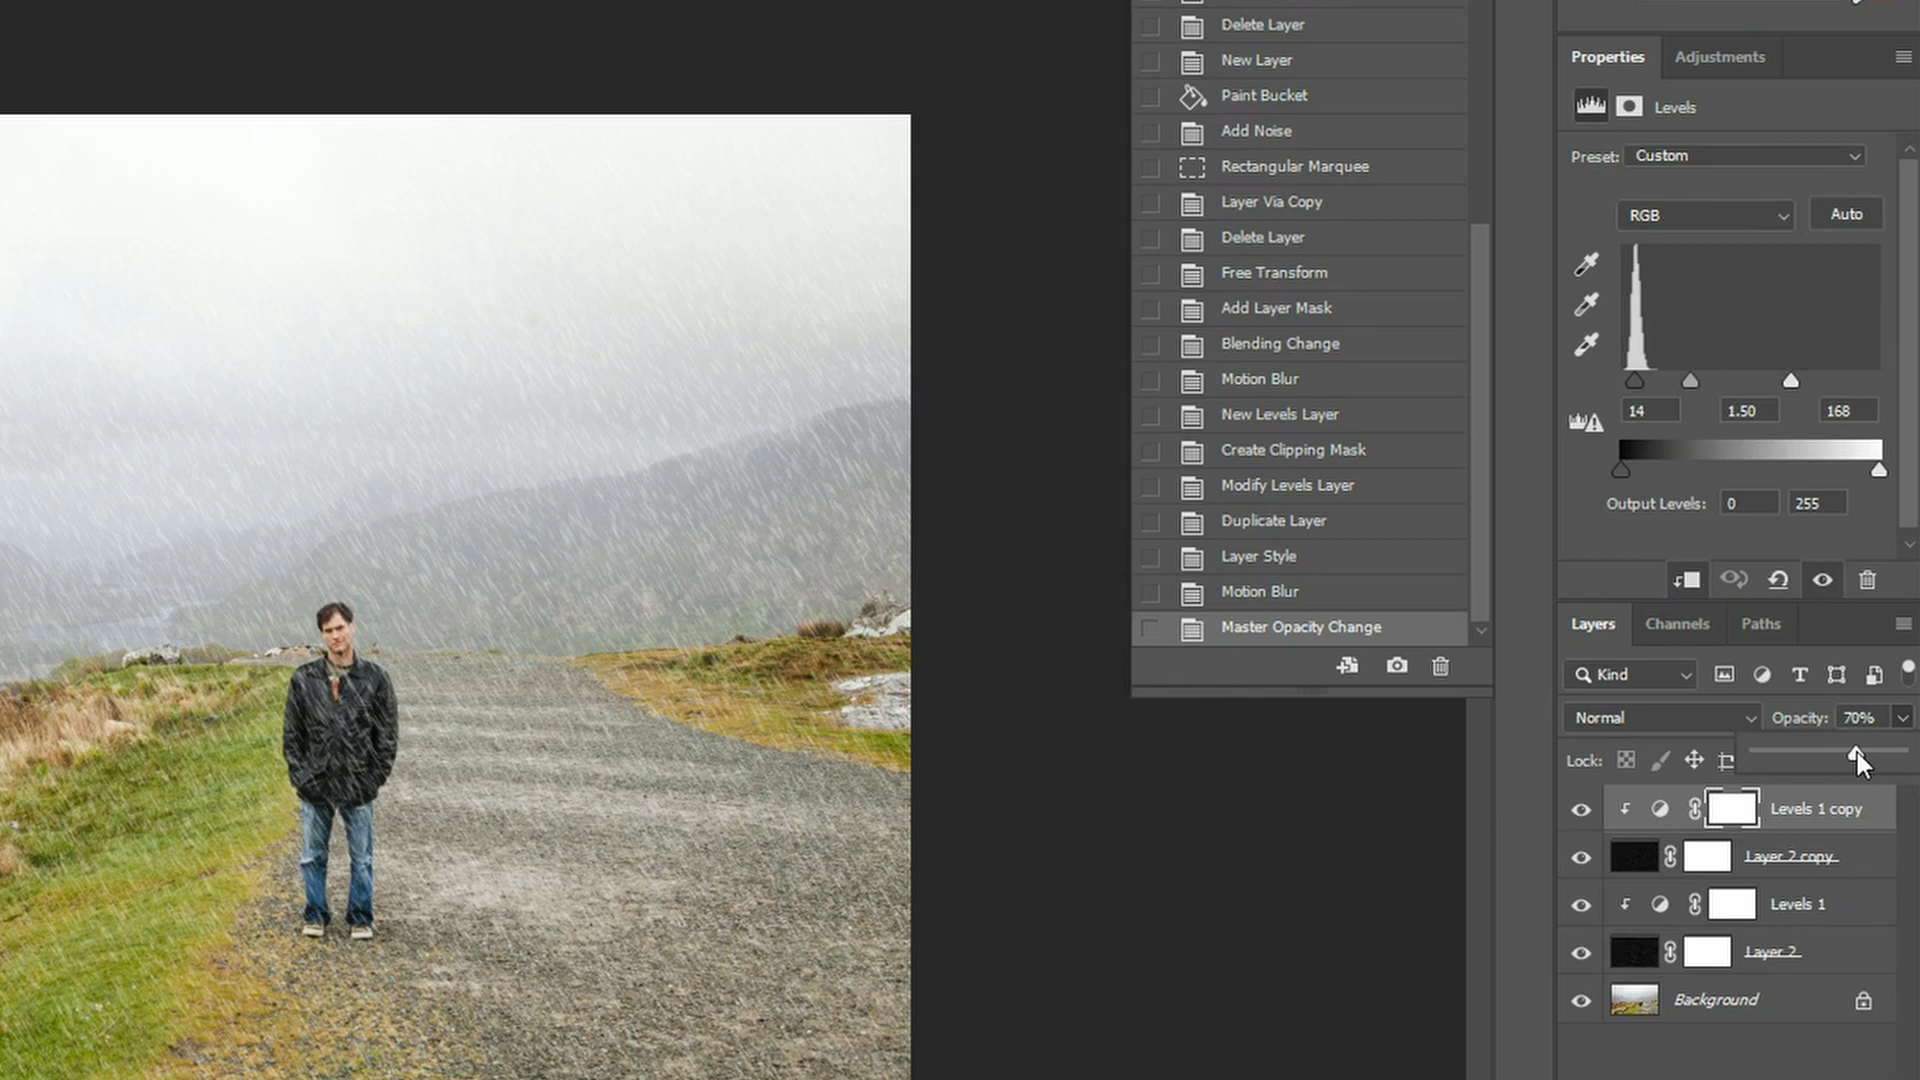 Delete Layer
New Layer
Paint Bucket
Add Noise
Rectangular Marquee
Layer Via Copy
Delete Layer
Free Transform
Add Layer Mask
Blending Change
Motion Blur
New Levels Layer
Create Clipping Mask
Modify Levels Layer
Duplicate Layer
Layer Style
Motion Blur
Master Opacity Change
Properties Adjustments
Levels
Preset: Custom
RGB Auto
14 1.50 168
Output Levels: 0 255
Layers Channels Paths
Kind
Normal Opacity: 70%
Lock:
Levels 1 copy
Layer 2 copy
Levels 1
Layer 2
Background